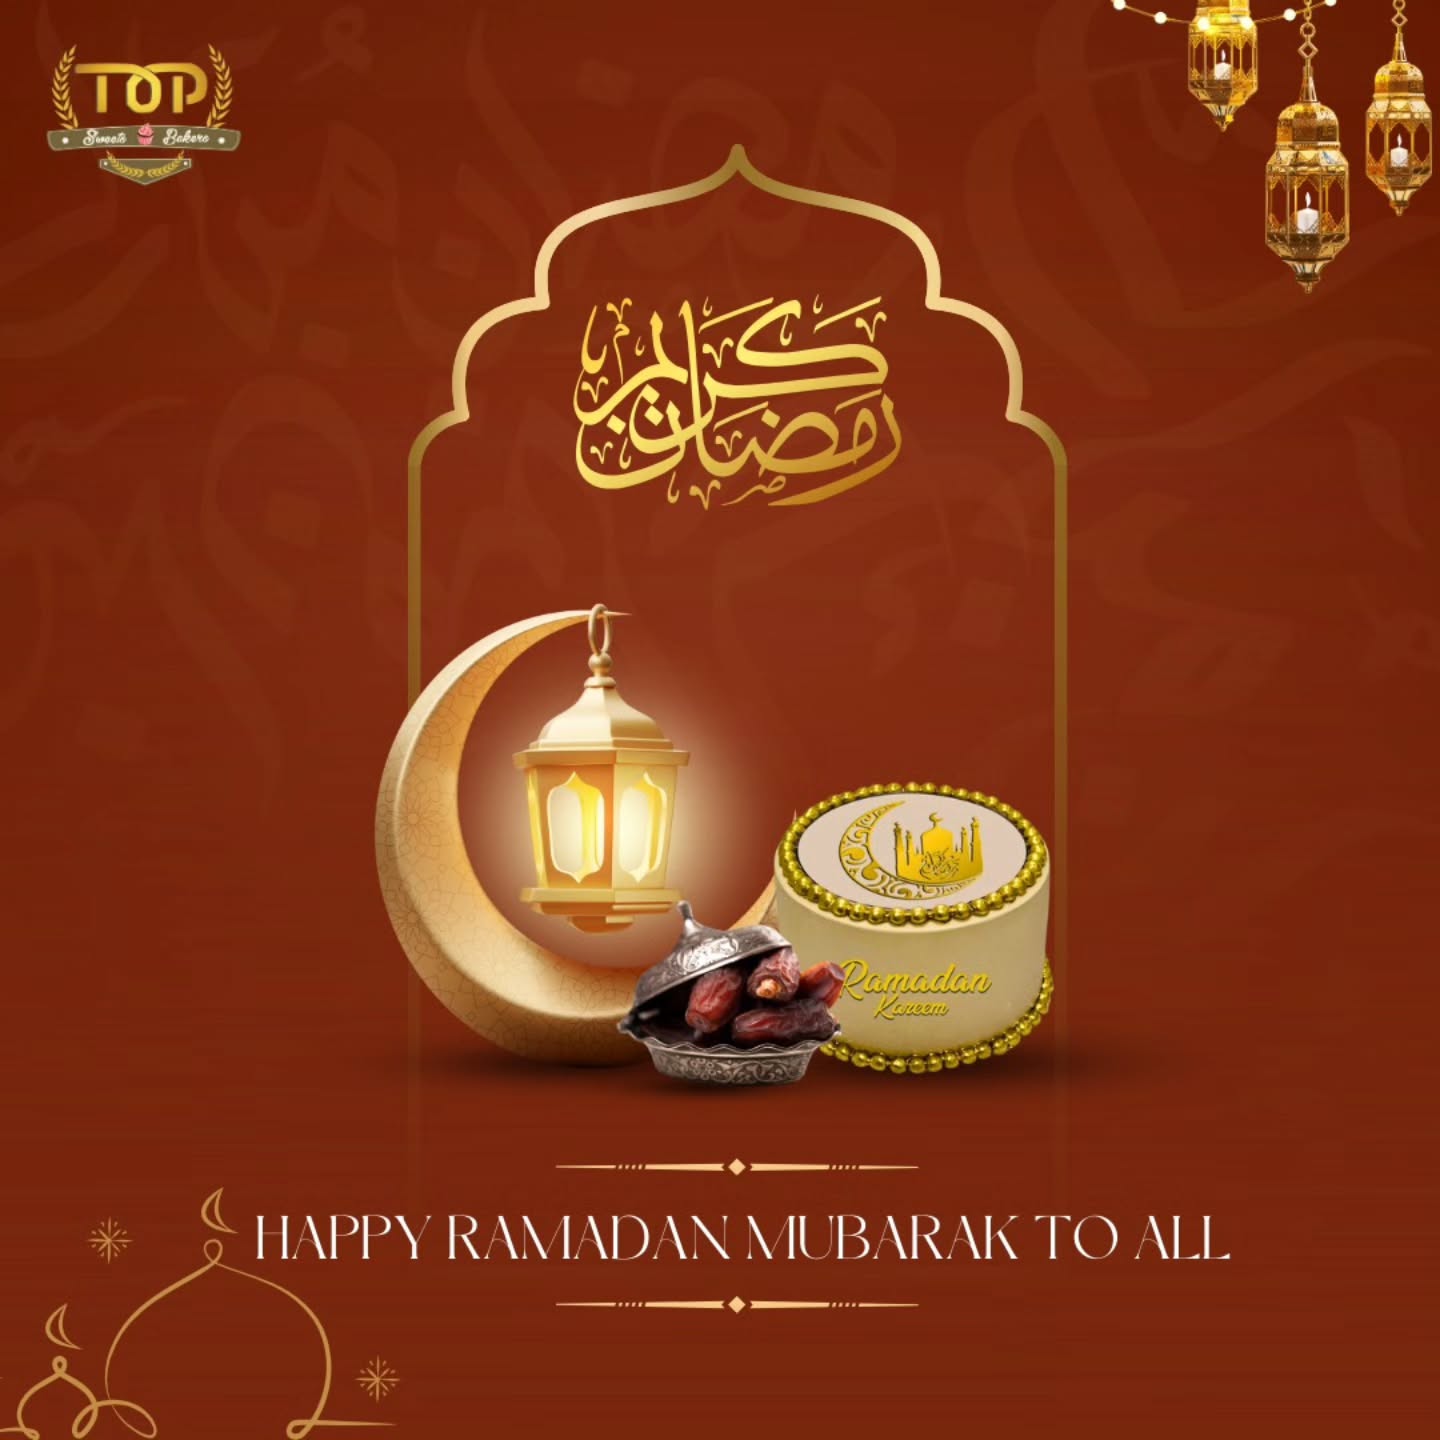 TOP
Sweets Bakers
رمضان كريم
Ramadan
Kareem
HAPPY RAMADAN MUBARAK TO ALL